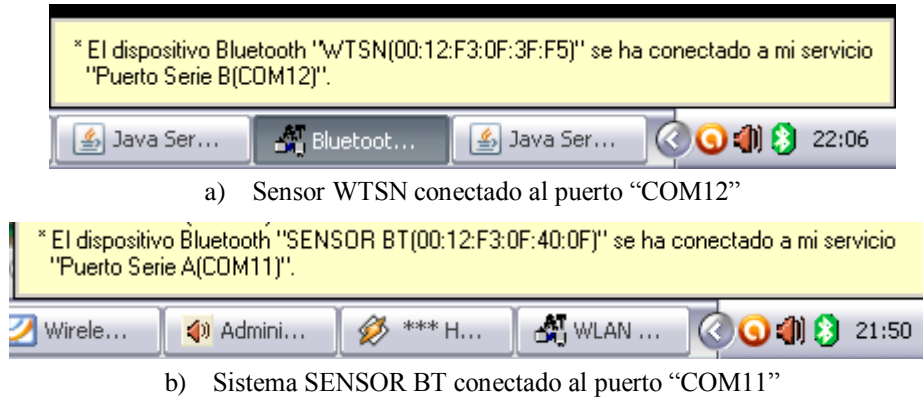 * El dispositivo Bluetooth "WTSN(00:12:F3:0F:3F:F5)" se ha conectado a mi servicio
"Puerto Serie B(COM12)".
Java Ser... Bluetoot... Java Ser... 22:06
a) Sensor WTSN conectado al puerto “COM12”
* El dispositivo Bluetooth "SENSOR BT(00:12:F3:0F:40:0F)" se ha conectado a mi servicio
"Puerto Serie A(COM11)".
Wirele... Admini... *** H... WLAN ... 21:50
b) Sistema SENSOR BT conectado al puerto “COM11”